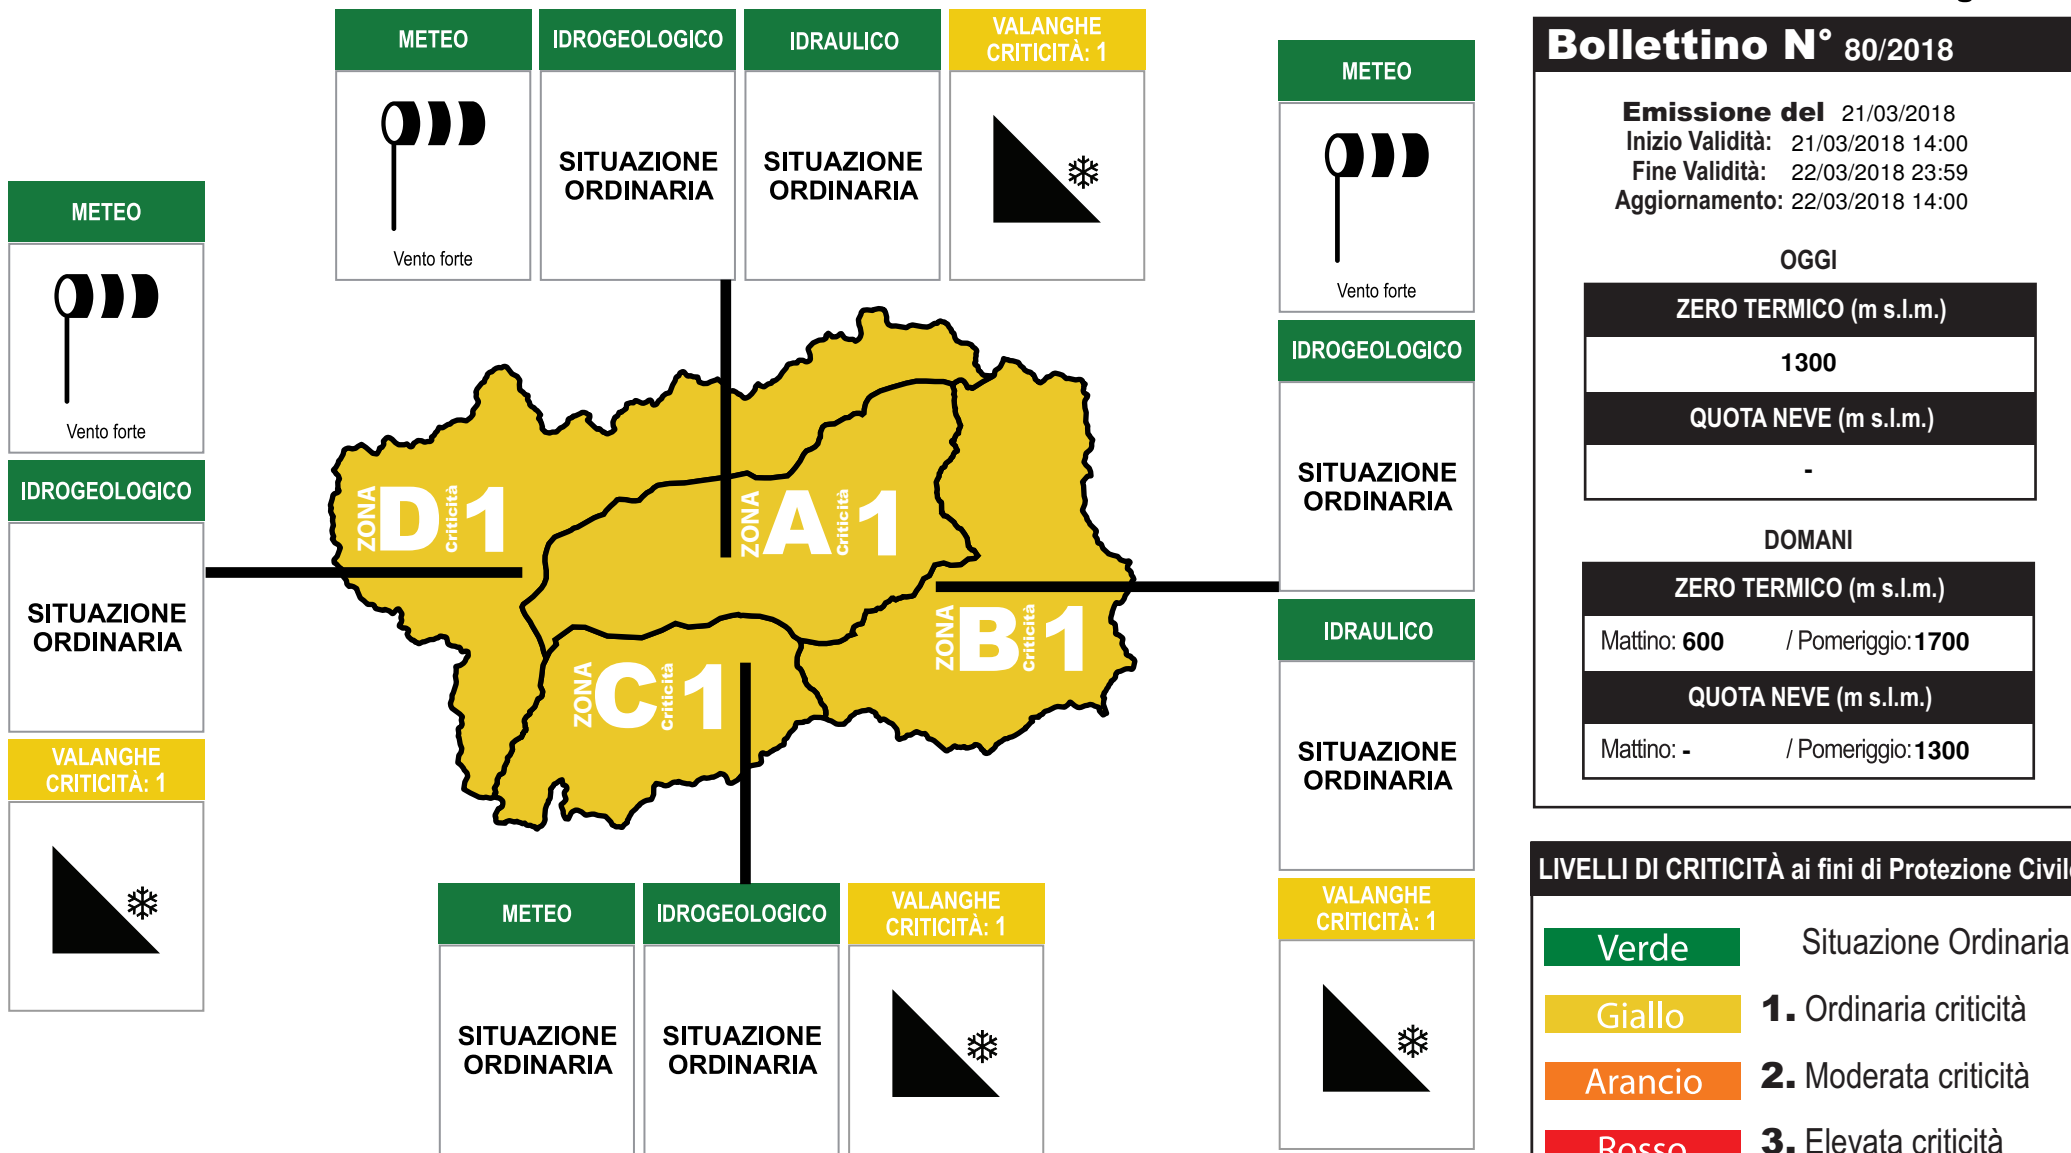 METEO
Vento forte
IDROGEOLOGICO
SITUAZIONE
ORDINARIA
IDRAULICO
SITUAZIONE
ORDINARIA
VALANGHE
CRITICITÀ: 1
METEO
Vento forte
IDROGEOLOGICO
SITUAZIONE
ORDINARIA
VALANGHE
CRITICITÀ: 1
ZONA D Criticità 1
ZONA A Criticità 1
ZONA B Criticità 1
ZONA C Criticità 1
METEO
SITUAZIONE
ORDINARIA
IDROGEOLOGICO
SITUAZIONE
ORDINARIA
VALANGHE
CRITICITÀ: 1
METEO
Vento forte
IDROGEOLOGICO
SITUAZIONE
ORDINARIA
IDRAULICO
SITUAZIONE
ORDINARIA
VALANGHE
CRITICITÀ: 1
Bollettino N° 80/2018
Emissione del 21/03/2018
Inizio Validità: 21/03/2018 14:00
Fine Validità: 22/03/2018 23:59
Aggiornamento: 22/03/2018 14:00
OGGI
ZERO TERMICO (m s.l.m.)
1300
QUOTA NEVE (m s.l.m.)
-
DOMANI
ZERO TERMICO (m s.l.m.)
Mattino: 600 / Pomeriggio: 1700
QUOTA NEVE (m s.l.m.)
Mattino: - / Pomeriggio: 1300
LIVELLI DI CRITICITÀ ai fini di Protezione Civile
Verde Situazione Ordinaria
Giallo 1. Ordinaria criticità
Arancio 2. Moderata criticità
Rosso 3. Elevata criticità